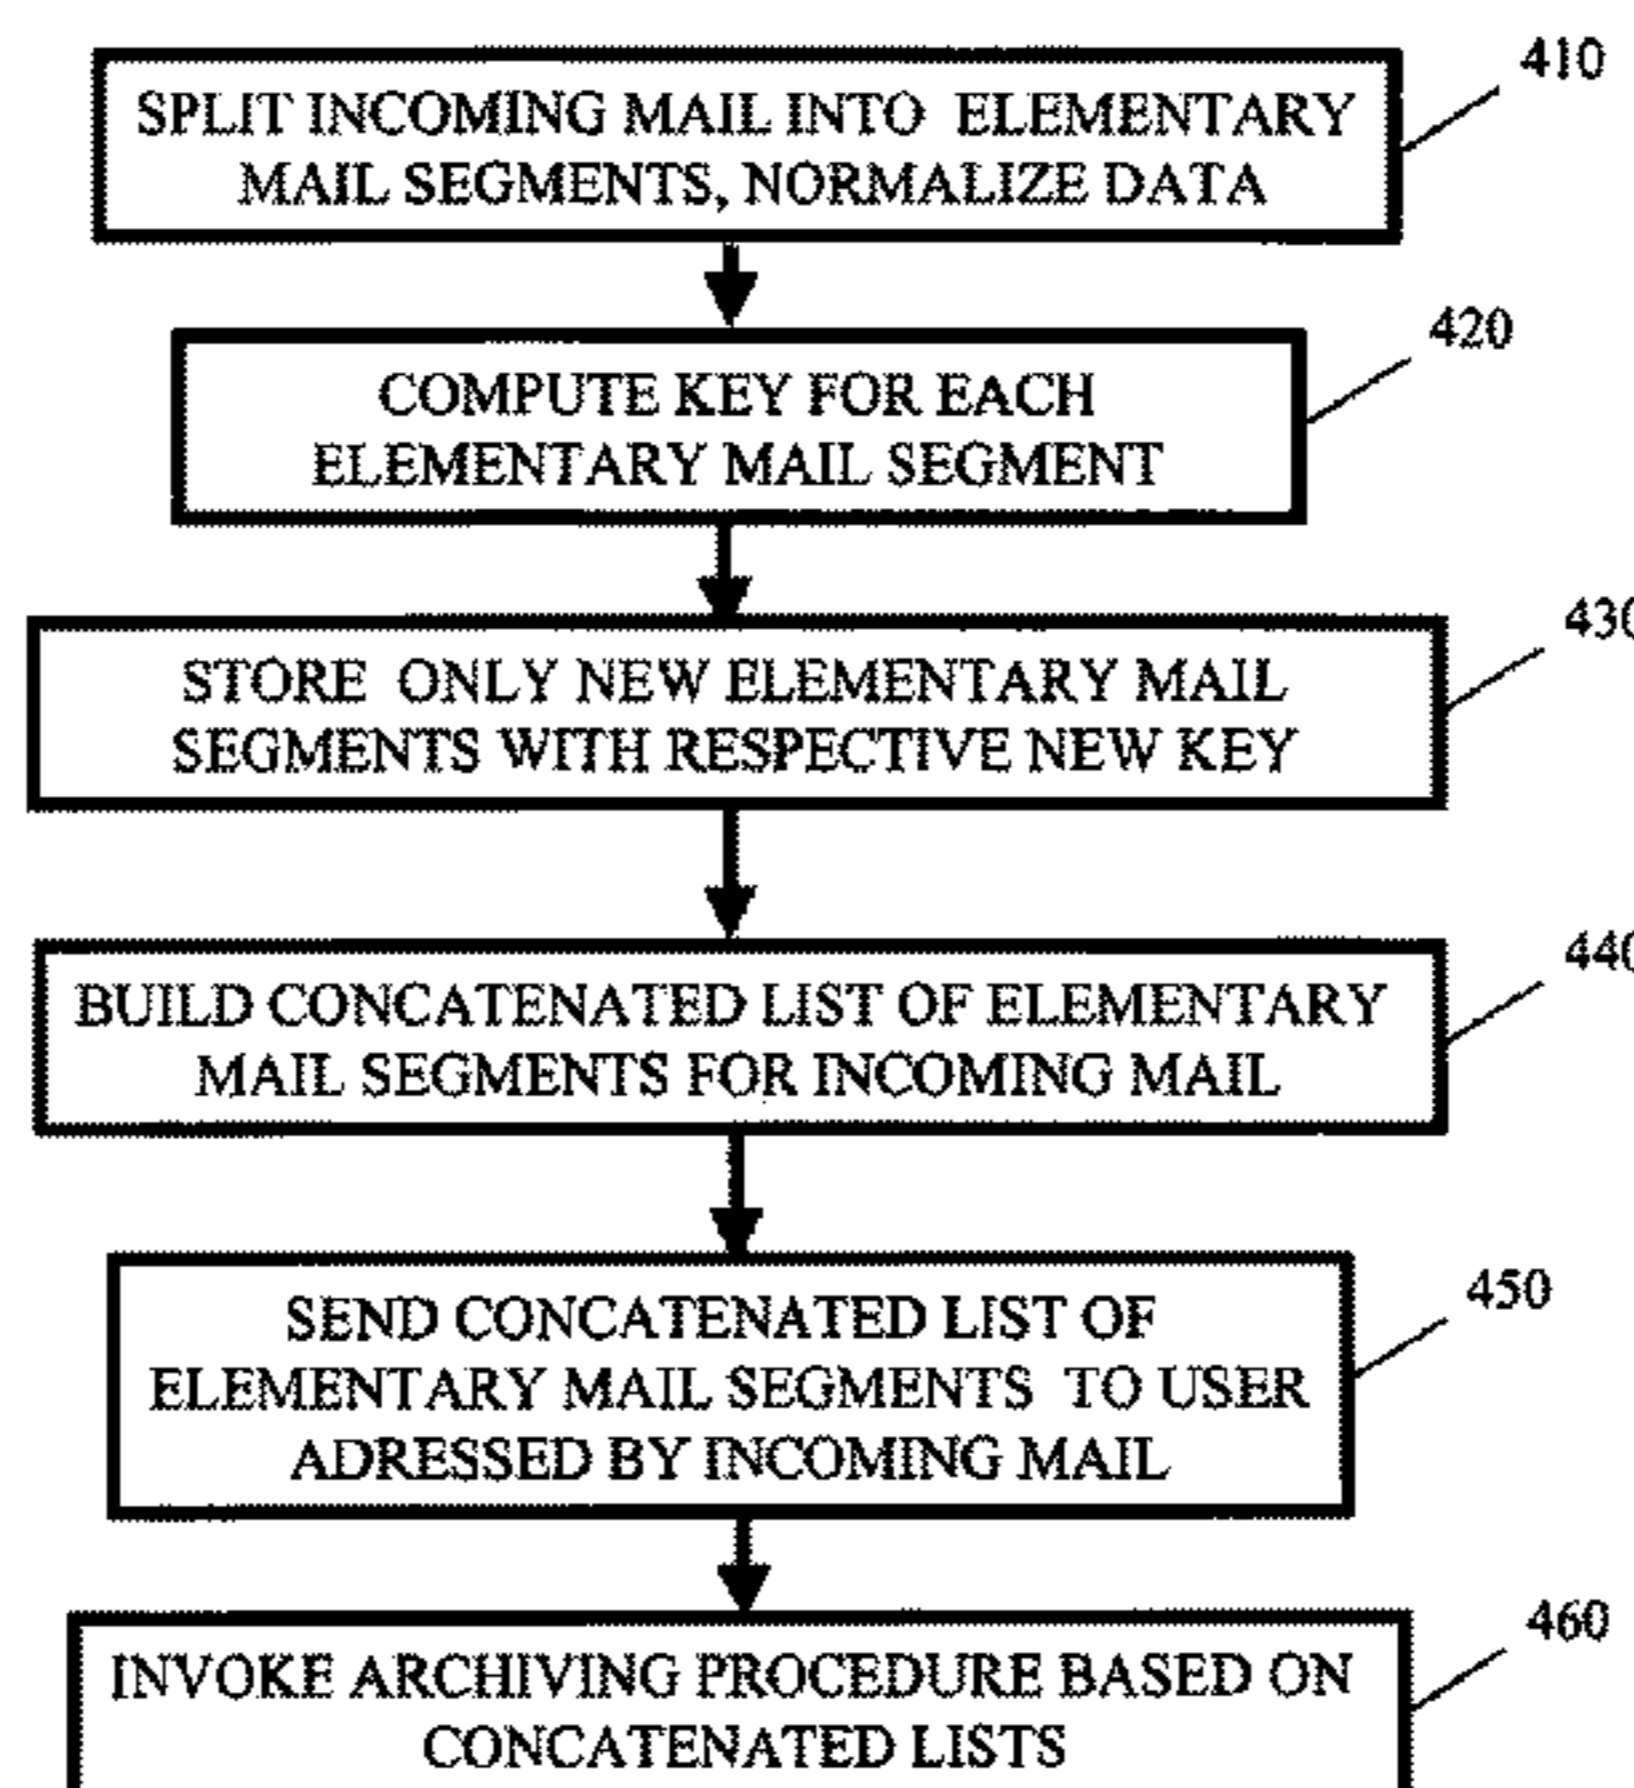 410
SPLIT INCOMING MAIL INTO ELEMENTARY
MAIL SEGMENTS, NORMALIZE DATA
420
COMPUTE KEY FOR EACH
ELEMENTARY MAIL SEGMENT
430
STORE ONLY NEW ELEMENTARY MAIL
SEGMENTS WITH RESPECTIVE NEW KEY
440
BUILD CONCATENATED LIST OF ELEMENTARY
MAIL SEGMENTS FOR INCOMING MAIL
450
SEND CONCATENATED LIST OF
ELEMENTARY MAIL SEGMENTS TO USER
ADRESSED BY INCOMING MAIL
460
INVOKE ARCHIVING PROCEDURE BASED ON
CONCATENATED LISTS